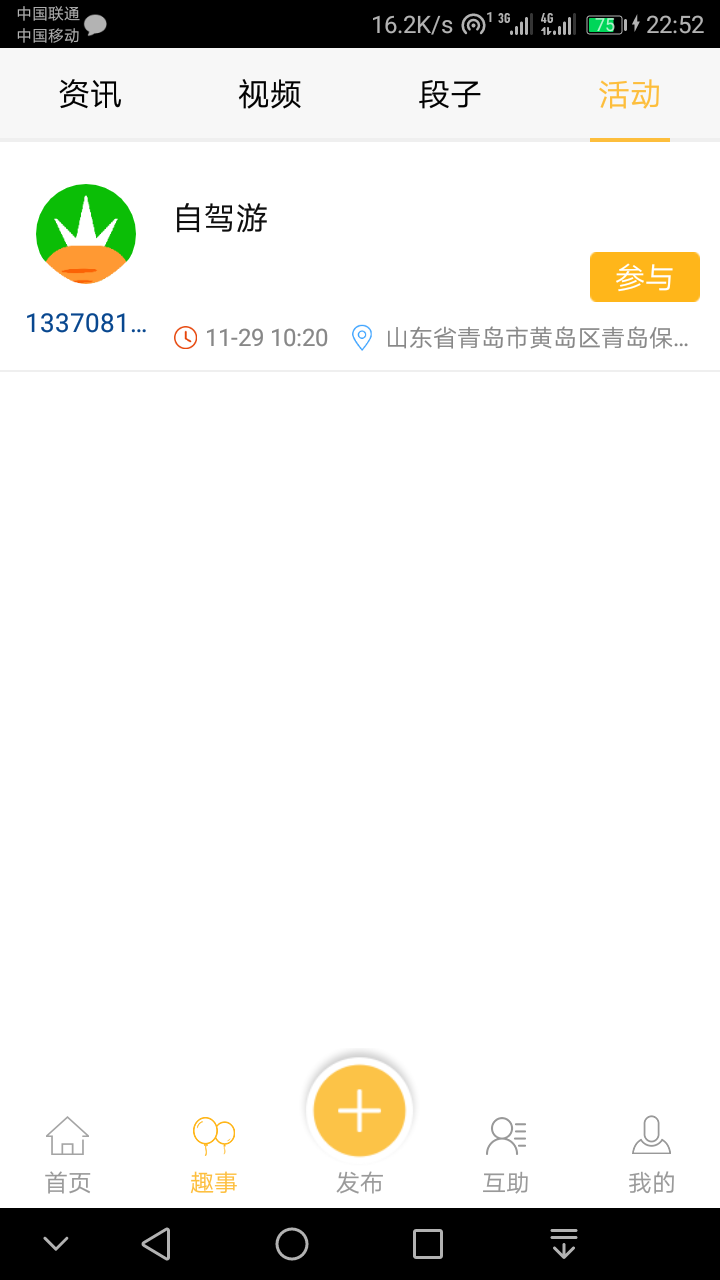 中国联通
中国移动
16.2K/s 1 3G 4G 75 22:52
资讯 视频 段子 活动
自驾游
参与
1337081...
11-29 10:20 山东省青岛市黄岛区青岛保...
首页 趣事 发布 互助 我的